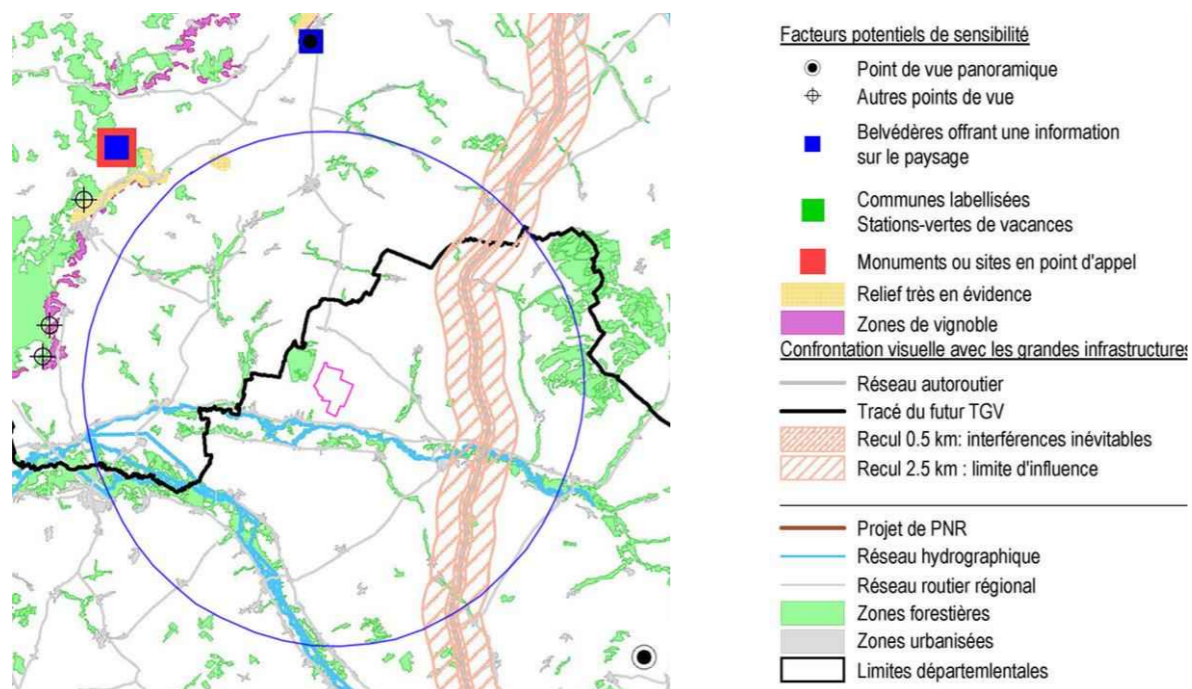 Facteurs potentiels de sensibilité
Point de vue panoramique
Autres points de vue
Belvédères offrant une information
sur le paysage
Communes labellisées
Stations-vertes de vacances
Monuments ou sites en point d'appel
Relief très en évidence
Zones de vignoble
Confrontation visuelle avec les grandes infrastructures
Réseau autoroutier
Tracé du futur TGV
Recul 0.5 km: interférences inévitables
Recul 2.5 km : limite d'influence
Projet de PNR
Réseau hydrographique
Réseau routier régional
Zones forestières
Zones urbanisées
Limites départemlentales